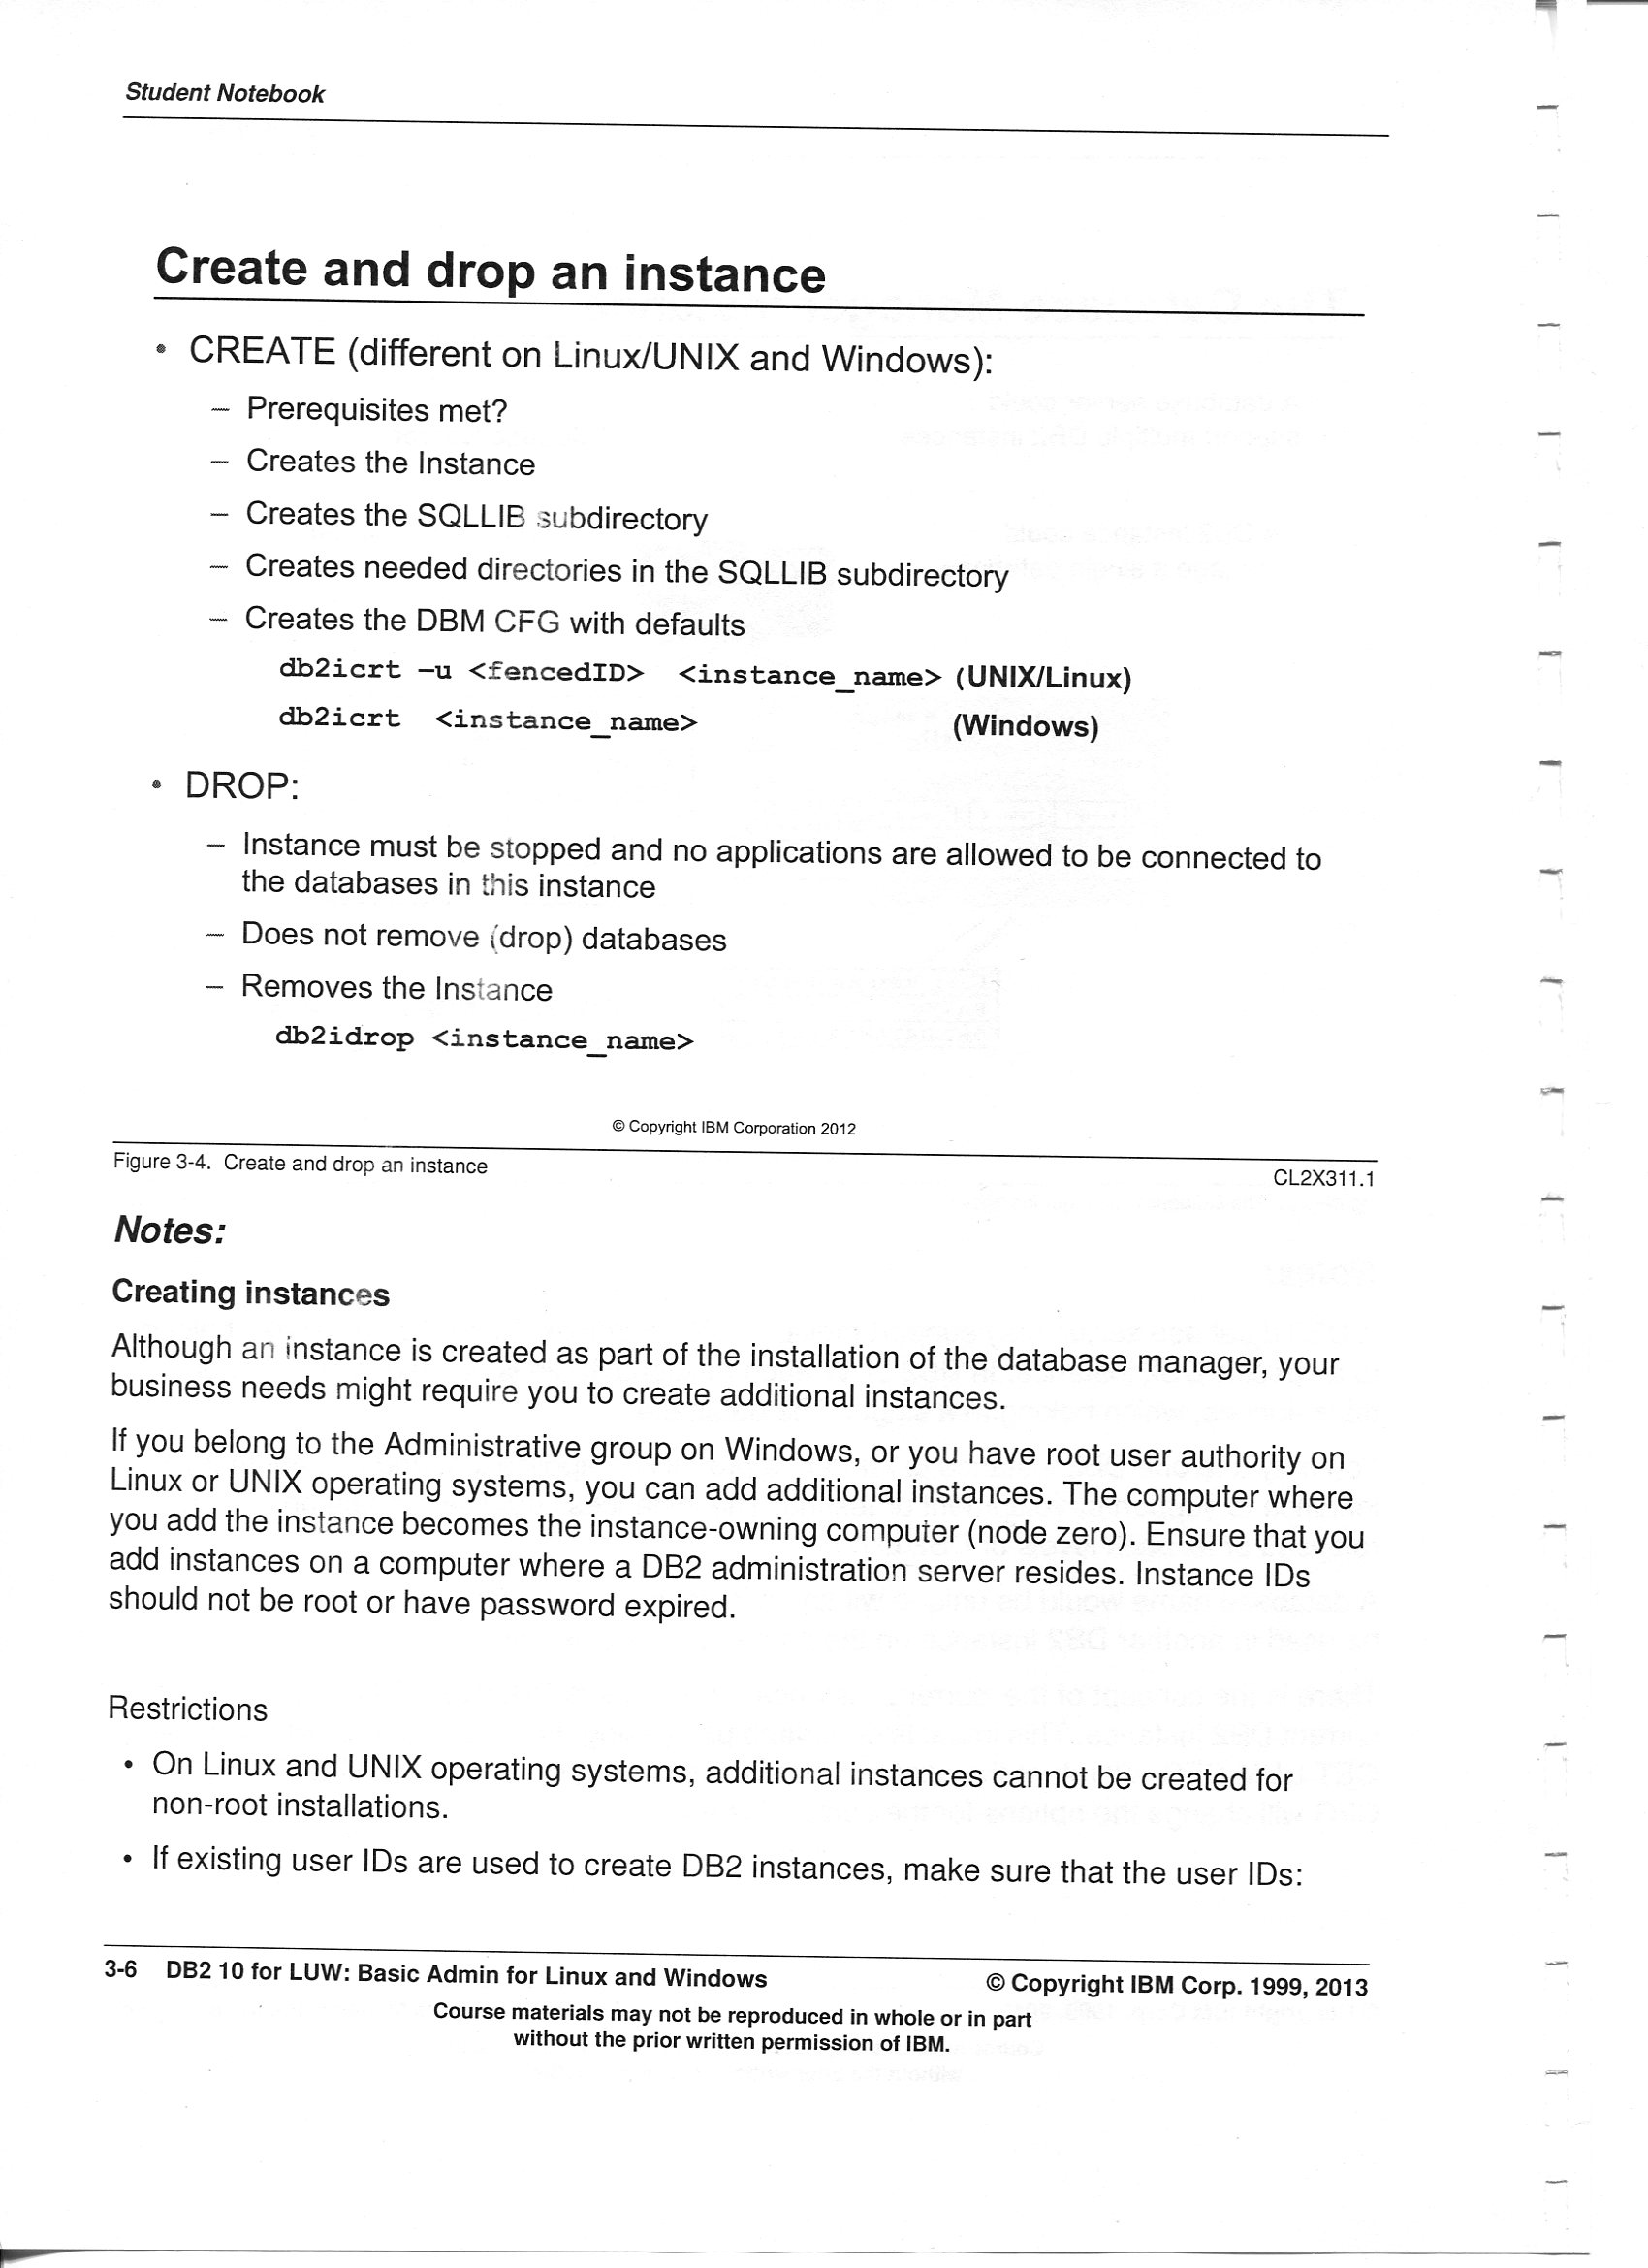 Student Notebook
Create and drop an instance
• CREATE (different on Linux/UNIX and Windows):
– Prerequisites met?
– Creates the Instance
– Creates the SQLLIB subdirectory
– Creates needed directories in the SQLLIB subdirectory
– Creates the DBM CFG with defaults
db2icrt –u <fencedID> <instance_name> (UNIX/Linux)
db2icrt <instance_name> (Windows)
• DROP:
– Instance must be stopped and no applications are allowed to be connected to
the databases in this instance
– Does not remove (drop) databases
– Removes the Instance
db2idrop <instance_name>
© Copyright IBM Corporation 2012
Figure 3-4. Create and drop an instance CL2X311.1
Notes:
Creating instances
Although an instance is created as part of the installation of the database manager, your
business needs might require you to create additional instances.
If you belong to the Administrative group on Windows, or you have root user authority on
Linux or UNIX operating systems, you can add additional instances. The computer where
you add the instance becomes the instance-owning computer (node zero). Ensure that you
add instances on a computer where a DB2 administration server resides. Instance IDs
should not be root or have password expired.
Restrictions
• On Linux and UNIX operating systems, additional instances cannot be created for
non-root installations.
• If existing user IDs are used to create DB2 instances, make sure that the user IDs:
3-6 DB2 10 for LUW: Basic Admin for Linux and Windows © Copyright IBM Corp. 1999, 2013
Course materials may not be reproduced in whole or in part
without the prior written permission of IBM.